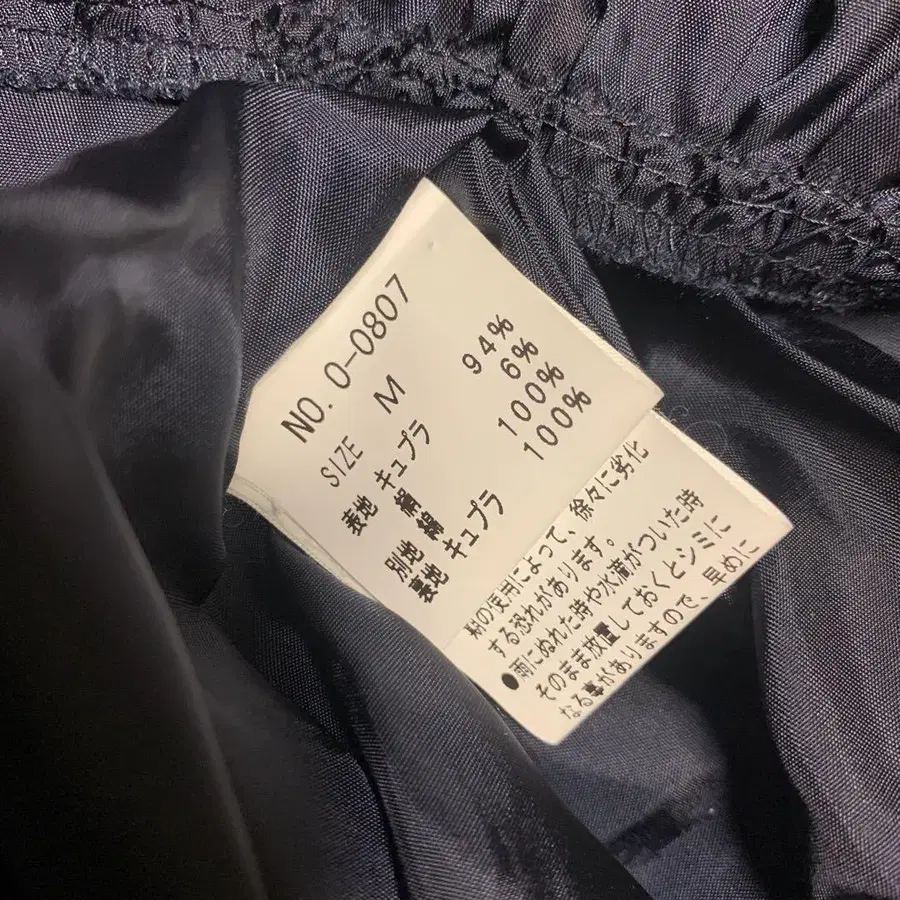 NO. 0-0807
SIZE M
表地 キュプラ 94%
絹 6%
別地 綿 100%
裏地 キュプラ 100%
の使用によって、徐々に劣化
する恐れがあります。
●雨にぬれた時や水滴がついた時
そのまま放置しておくとシミに
なる事がありますので、早めに